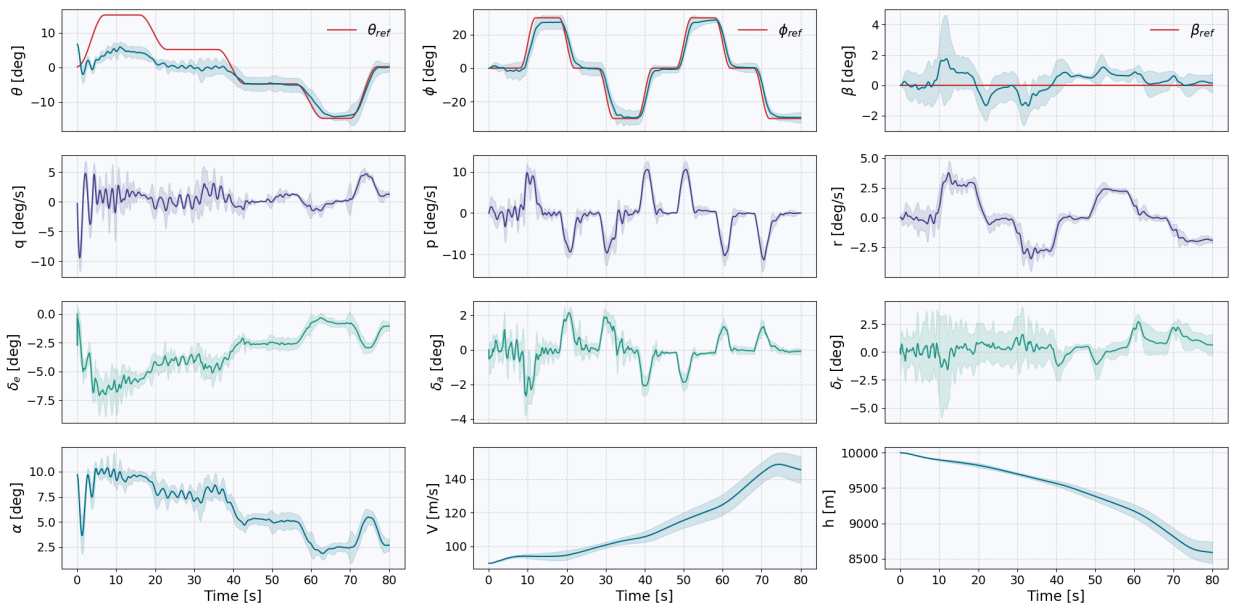 θ [deg]
10
0
−10
θref
ϕ [deg]
20
0
−20
ϕref
β [deg]
4
2
0
−2
βref
q [deg/s]
5
0
−5
−10
p [deg/s]
10
0
−10
r [deg/s]
5.0
2.5
0.0
−2.5
δe [deg]
0.0
−2.5
−5.0
−7.5
δa [deg]
2
0
−2
−4
δr [deg]
2.5
0.0
−2.5
−5.0
α [deg]
10.0
7.5
5.0
2.5
0 10 20 30 40 50 60 70 80
Time [s]
V [m/s]
140
120
100
0 10 20 30 40 50 60 70 80
Time [s]
h [m]
10000
9500
9000
8500
0 10 20 30 40 50 60 70 80
Time [s]